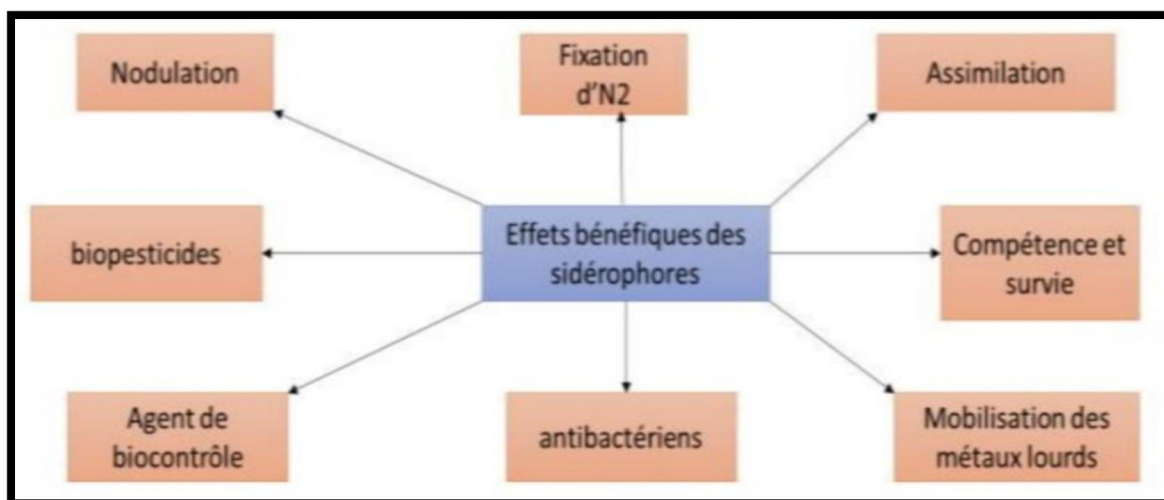 Nodulation
Fixation
d'N2
Assimilation
biopesticides
Effets bénéfiques des
sidérophores
Compétence et
survie
Agent de
biocontrôle
antibactériens
Mobilisation des
métaux lourds